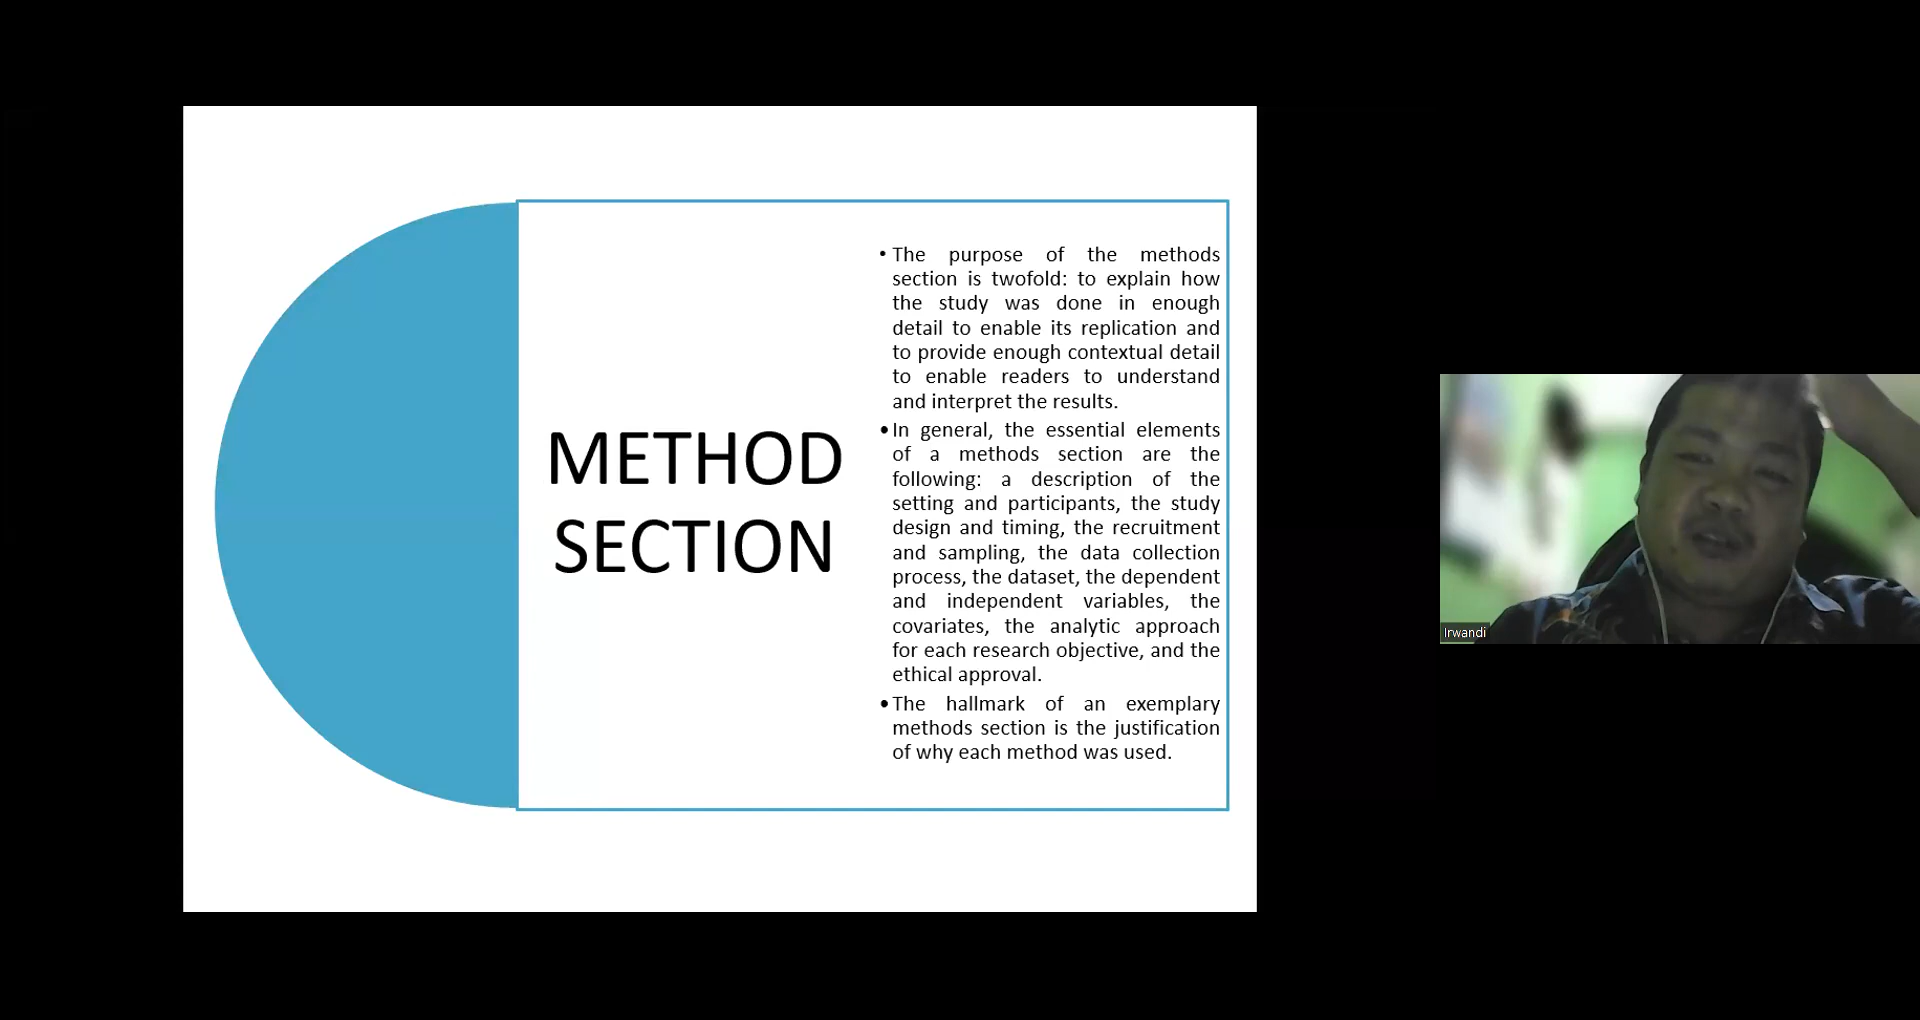 METHOD
SECTION
• The purpose of the methods
section is twofold: to explain how
the study was done in enough
detail to enable its replication and
to provide enough contextual detail
to enable readers to understand
and interpret the results.
• In general, the essential elements
of a methods section are the
following: a description of the
setting and participants, the study
design and timing, the recruitment
and sampling, the data collection
process, the dataset, the dependent
and independent variables, the
covariates, the analytic approach
for each research objective, and the
ethical approval.
• The hallmark of an exemplary
methods section is the justification
of why each method was used.
Irwandi